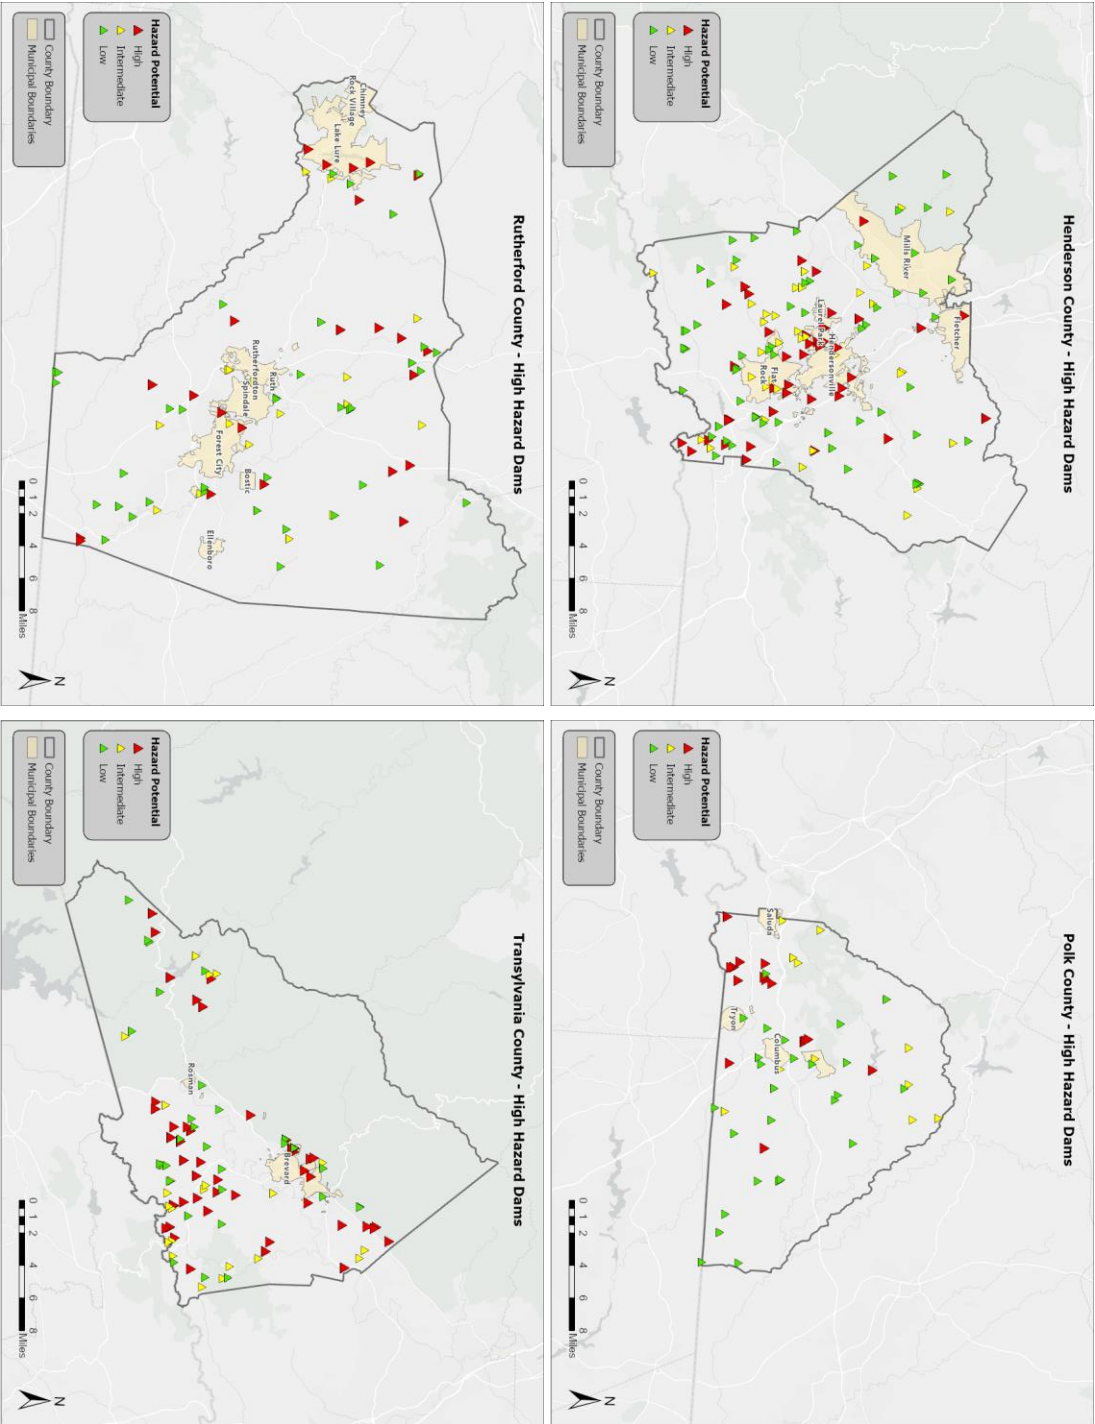 Henderson County - High Hazard Dams
Fletcher
Mills River
Hendersonville
Laurel Park
Flat
Rock
Hazard Potential
High
Intermediate
Low
County Boundary
Municipal Boundaries
0 1 2 4 6 8
Miles
N
Polk County - High Hazard Dams
Saluda
Columbus
Tryon
Hazard Potential
High
Intermediate
Low
County Boundary
Municipal Boundaries
0 1 2 4 6 8
Miles
N
Rutherford County - High Hazard Dams
Chimney
Rock Village
Lake Lure
Ruth
Rutherfordton
Spindale
Bostic
Forest City
Ellenboro
Hazard Potential
High
Intermediate
Low
County Boundary
Municipal Boundaries
0 1 2 4 6 8
Miles
N
Transylvania County - High Hazard Dams
Brevard
Rosman
Hazard Potential
High
Intermediate
Low
County Boundary
Municipal Boundaries
0 1 2 4 6 8
Miles
N